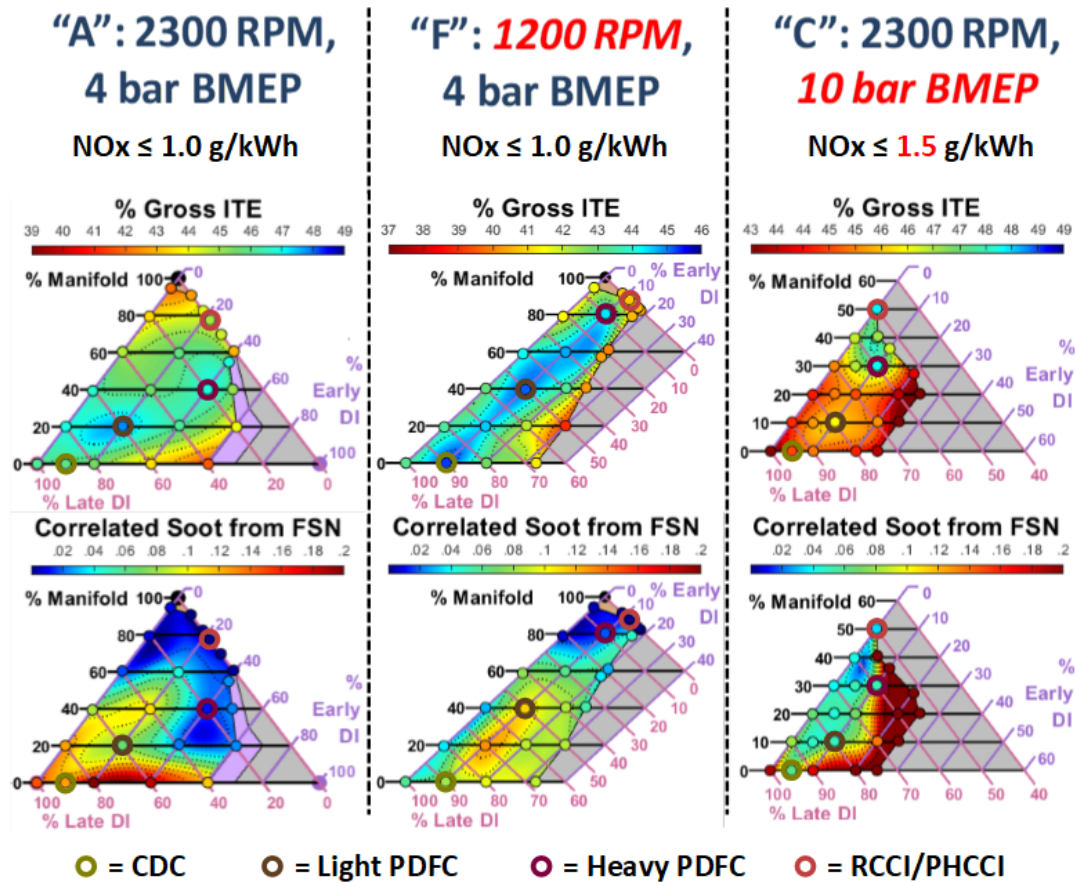 “A”: 2300 RPM,
4 bar BMEP
NOx ≤ 1.0 g/kWh
% Gross ITE
39 40 41 42 43 44 45 46 47 48 49
% Manifold
100
80
60
40
20
0
0
20
40
60
80
100
% Early DI
100 80 60 40 20 0
% Late DI
Correlated Soot from FSN
.02 .04 .06 .08 .1 .12 .14 .16 .18 .2
% Manifold
100
80
60
40
20
0
0
20
40
60
80
100
% Early DI
100 80 60 40 20 0
% Late DI
“F”: 1200 RPM,
4 bar BMEP
NOx ≤ 1.0 g/kWh
% Gross ITE
37 38 39 40 41 42 43 44 45 46
% Manifold
100
80
60
40
20
0
0
10
20
30
40
% Early DI
0
10
20
30
40
50
100 90 80 70 60
% Late DI
Correlated Soot from FSN
.02 .04 .06 .08 .1 .12 .14 .16 .18 .2
% Manifold
100
80
60
40
20
0
0
10
20
30
40
% Early DI
0
10
20
30
40
50
100 90 80 70 60
% Late DI
“C”: 2300 RPM,
10 bar BMEP
NOx ≤ 1.5 g/kWh
% Gross ITE
43 44 44 45 45 46 47 47 48 48 49
% Manifold
60
50
40
30
20
10
0
0
10
20
30
40
50
60
% Early DI
100 90 80 70 60 50 40
% Late DI
Correlated Soot from FSN
.02 .04 .06 .08 .1 .12 .14 .16 .18 .2
% Manifold
60
50
40
30
20
10
0
0
10
20
30
40
50
60
% Early DI
100 90 80 70 60 50 40
% Late DI
= CDC
= Light PDFC
= Heavy PDFC
= RCCI/PHCCI